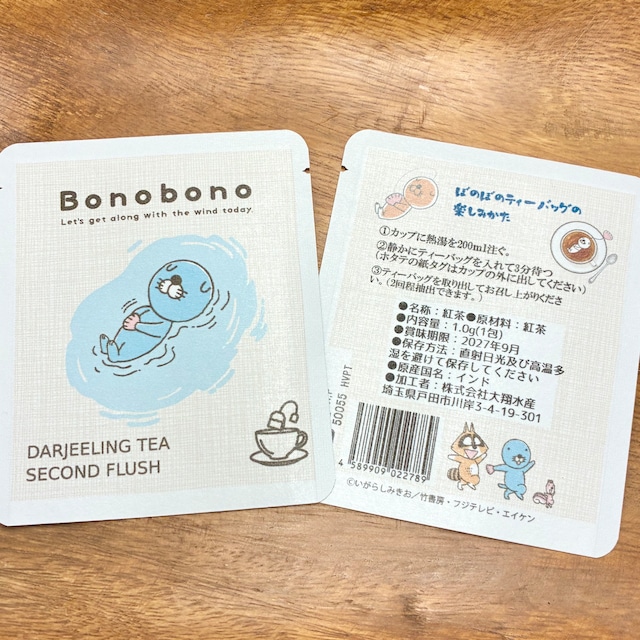 Bonobono
Let's get along with the wind today.
DARJEELING TEA
SECOND FLUSH
ぼのぼのティーバッグの
楽しみかた
①カップに熱湯を200ml注ぐ。
②静かにティーバッグを入れて3分待つ
(ホタテの紙タグはカップの外に出してください)
③ティーバッグを取り出してお召し上がりくださ
い。(2回程抽出できます。)
●名称:紅茶●原材料:紅茶
●内容量:1.0g(1包)
●賞味期限:2027年9月
●保存方法:直射日光及び高温多
湿を避けて保存してください
●原産国名:インド
●加工者:株式会社大翔水産
埼玉県戸田市川岸3-4-19-301
50055 HVPT
4 589909 022789
©いがらしみきお/竹書房・フジテレビ・エイケン